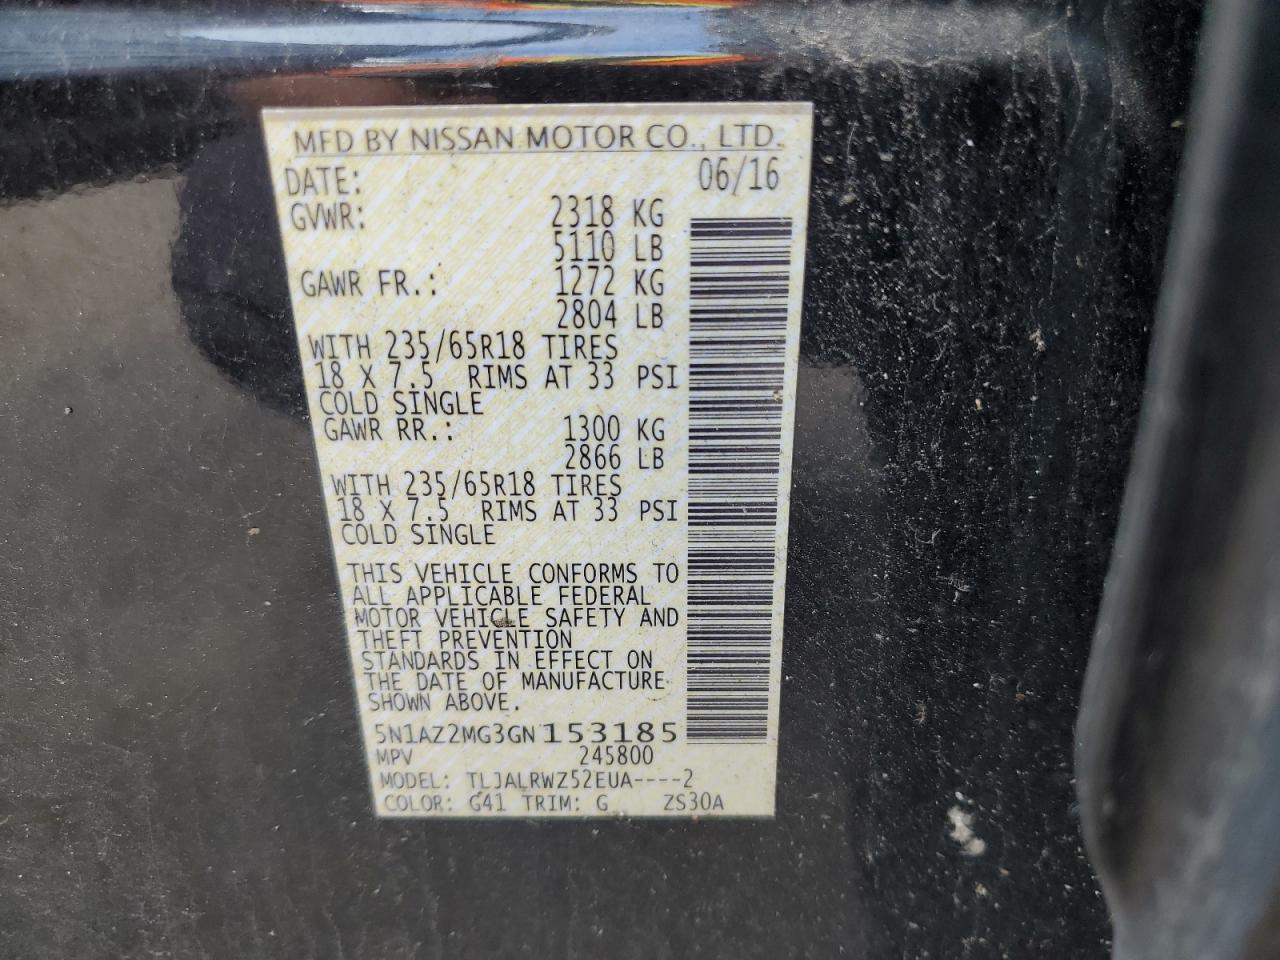 MFD BY NISSAN MOTOR CO., LTD.
DATE: 06/16
GVWR: 2318 KG
5110 LB
GAWR FR.: 1272 KG
2804 LB
WITH 235/65R18 TIRES
18 X 7.5 RIMS AT 33 PSI
COLD SINGLE
GAWR RR.: 1300 KG
2866 LB
WITH 235/65R18 TIRES
18 X 7.5 RIMS AT 33 PSI
COLD SINGLE
THIS VEHICLE CONFORMS TO
ALL APPLICABLE FEDERAL
MOTOR VEHICLE SAFETY AND
THEFT PREVENTION
STANDARDS IN EFFECT ON
THE DATE OF MANUFACTURE
SHOWN ABOVE.
5N1AZ2MG3GN153185
MPV 245800
MODEL: TLJALRWZ52EUA----2
COLOR: G41 TRIM: G ZS30A